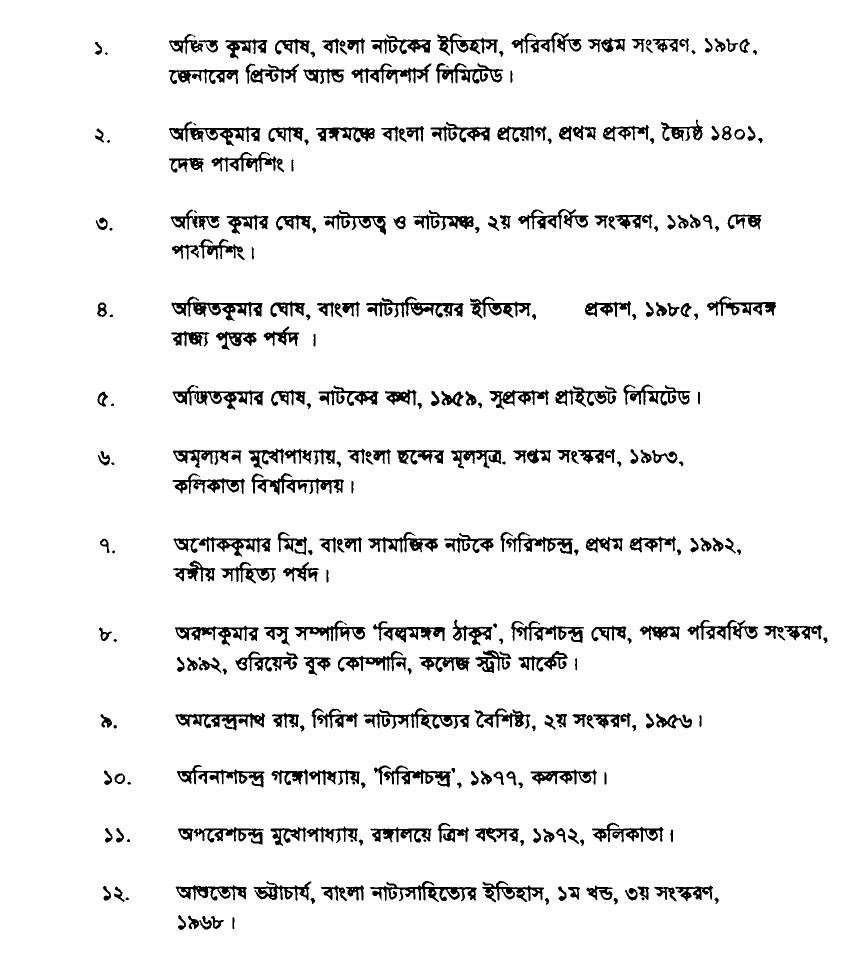 ১. অজিত কুমার ঘোষ, বাংলা নাটকের ইতিহাস, পরিবর্ধিত সপ্তম সংস্করণ, ১৯৮৫,
জেনারেল প্রিন্টার্স অ্যান্ড পাবলিশার্স লিমিটেড।
২. অজিতকুমার ঘোষ, রঙ্গমঞ্চে বাংলা নাটকের প্রয়োগ, প্রথম প্রকাশ, জ্যৈষ্ঠ ১৪০১,
দেজ পাবলিশিং।
৩. অজিত কুমার ঘোষ, নাট্যতত্ব ও নাট্যমঞ্চ, ২য় পরিবর্ধিত সংস্করণ, ১৯৯৭, দেজ
পাবলিশিং।
৪. অজিতকুমার ঘোষ, বাংলা নাট্যাভিনয়ের ইতিহাস, প্রকাশ, ১৯৮৫, পশ্চিমবঙ্গ
রাজ্য পুস্তক পর্ষদ ।
৫. অজিতকুমার ঘোষ, নাটকের কথা, ১৯৫৯, সুপ্রকাশ প্রাইভেট লিমিটেড।
৬. অমূল্যধন মুখোপাধ্যায়, বাংলা ছন্দের মূলসূত্র. সপ্তম সংস্করণ, ১৯৮৩,
কলিকাতা বিশ্ববিদ্যালয়।
৭. অশোককুমার মিশ্র, বাংলা সামাজিক নাটকে গিরিশচন্দ্র, প্রথম প্রকাশ, ১৯৯২,
বঙ্গীয় সাহিত্য পর্ষদ।
৮. অরুণকুমার বসু সম্পাদিত 'বিল্বমঙ্গল ঠাকুর', গিরিশচন্দ্র ঘোষ, পঞ্চম পরিবর্ধিত সংস্করণ,
১৯৯২, ওরিয়েন্ট বুক কোম্পানি, কলেজ স্ট্রীট মার্কেট।
৯. অমরেন্দ্রনাথ রায়, গিরিশ নাট্যসাহিত্যের বৈশিষ্ট্য, ২য় সংস্করণ, ১৯৫৬।
১০. অবিনাশচন্দ্র গঙ্গোপাধ্যায়, 'গিরিশচন্দ্র', ১৯৭৭, কলকাতা।
১১. অপরেশচন্দ্র মুখোপাধ্যায়, রঙ্গালয়ে ত্রিশ বৎসর, ১৯৭২, কলিকাতা।
১২. আশুতোষ ভট্টাচার্য, বাংলা নাট্যসাহিত্যের ইতিহাস, ১ম খন্ড, ৩য় সংস্করণ,
১৯৬৮।